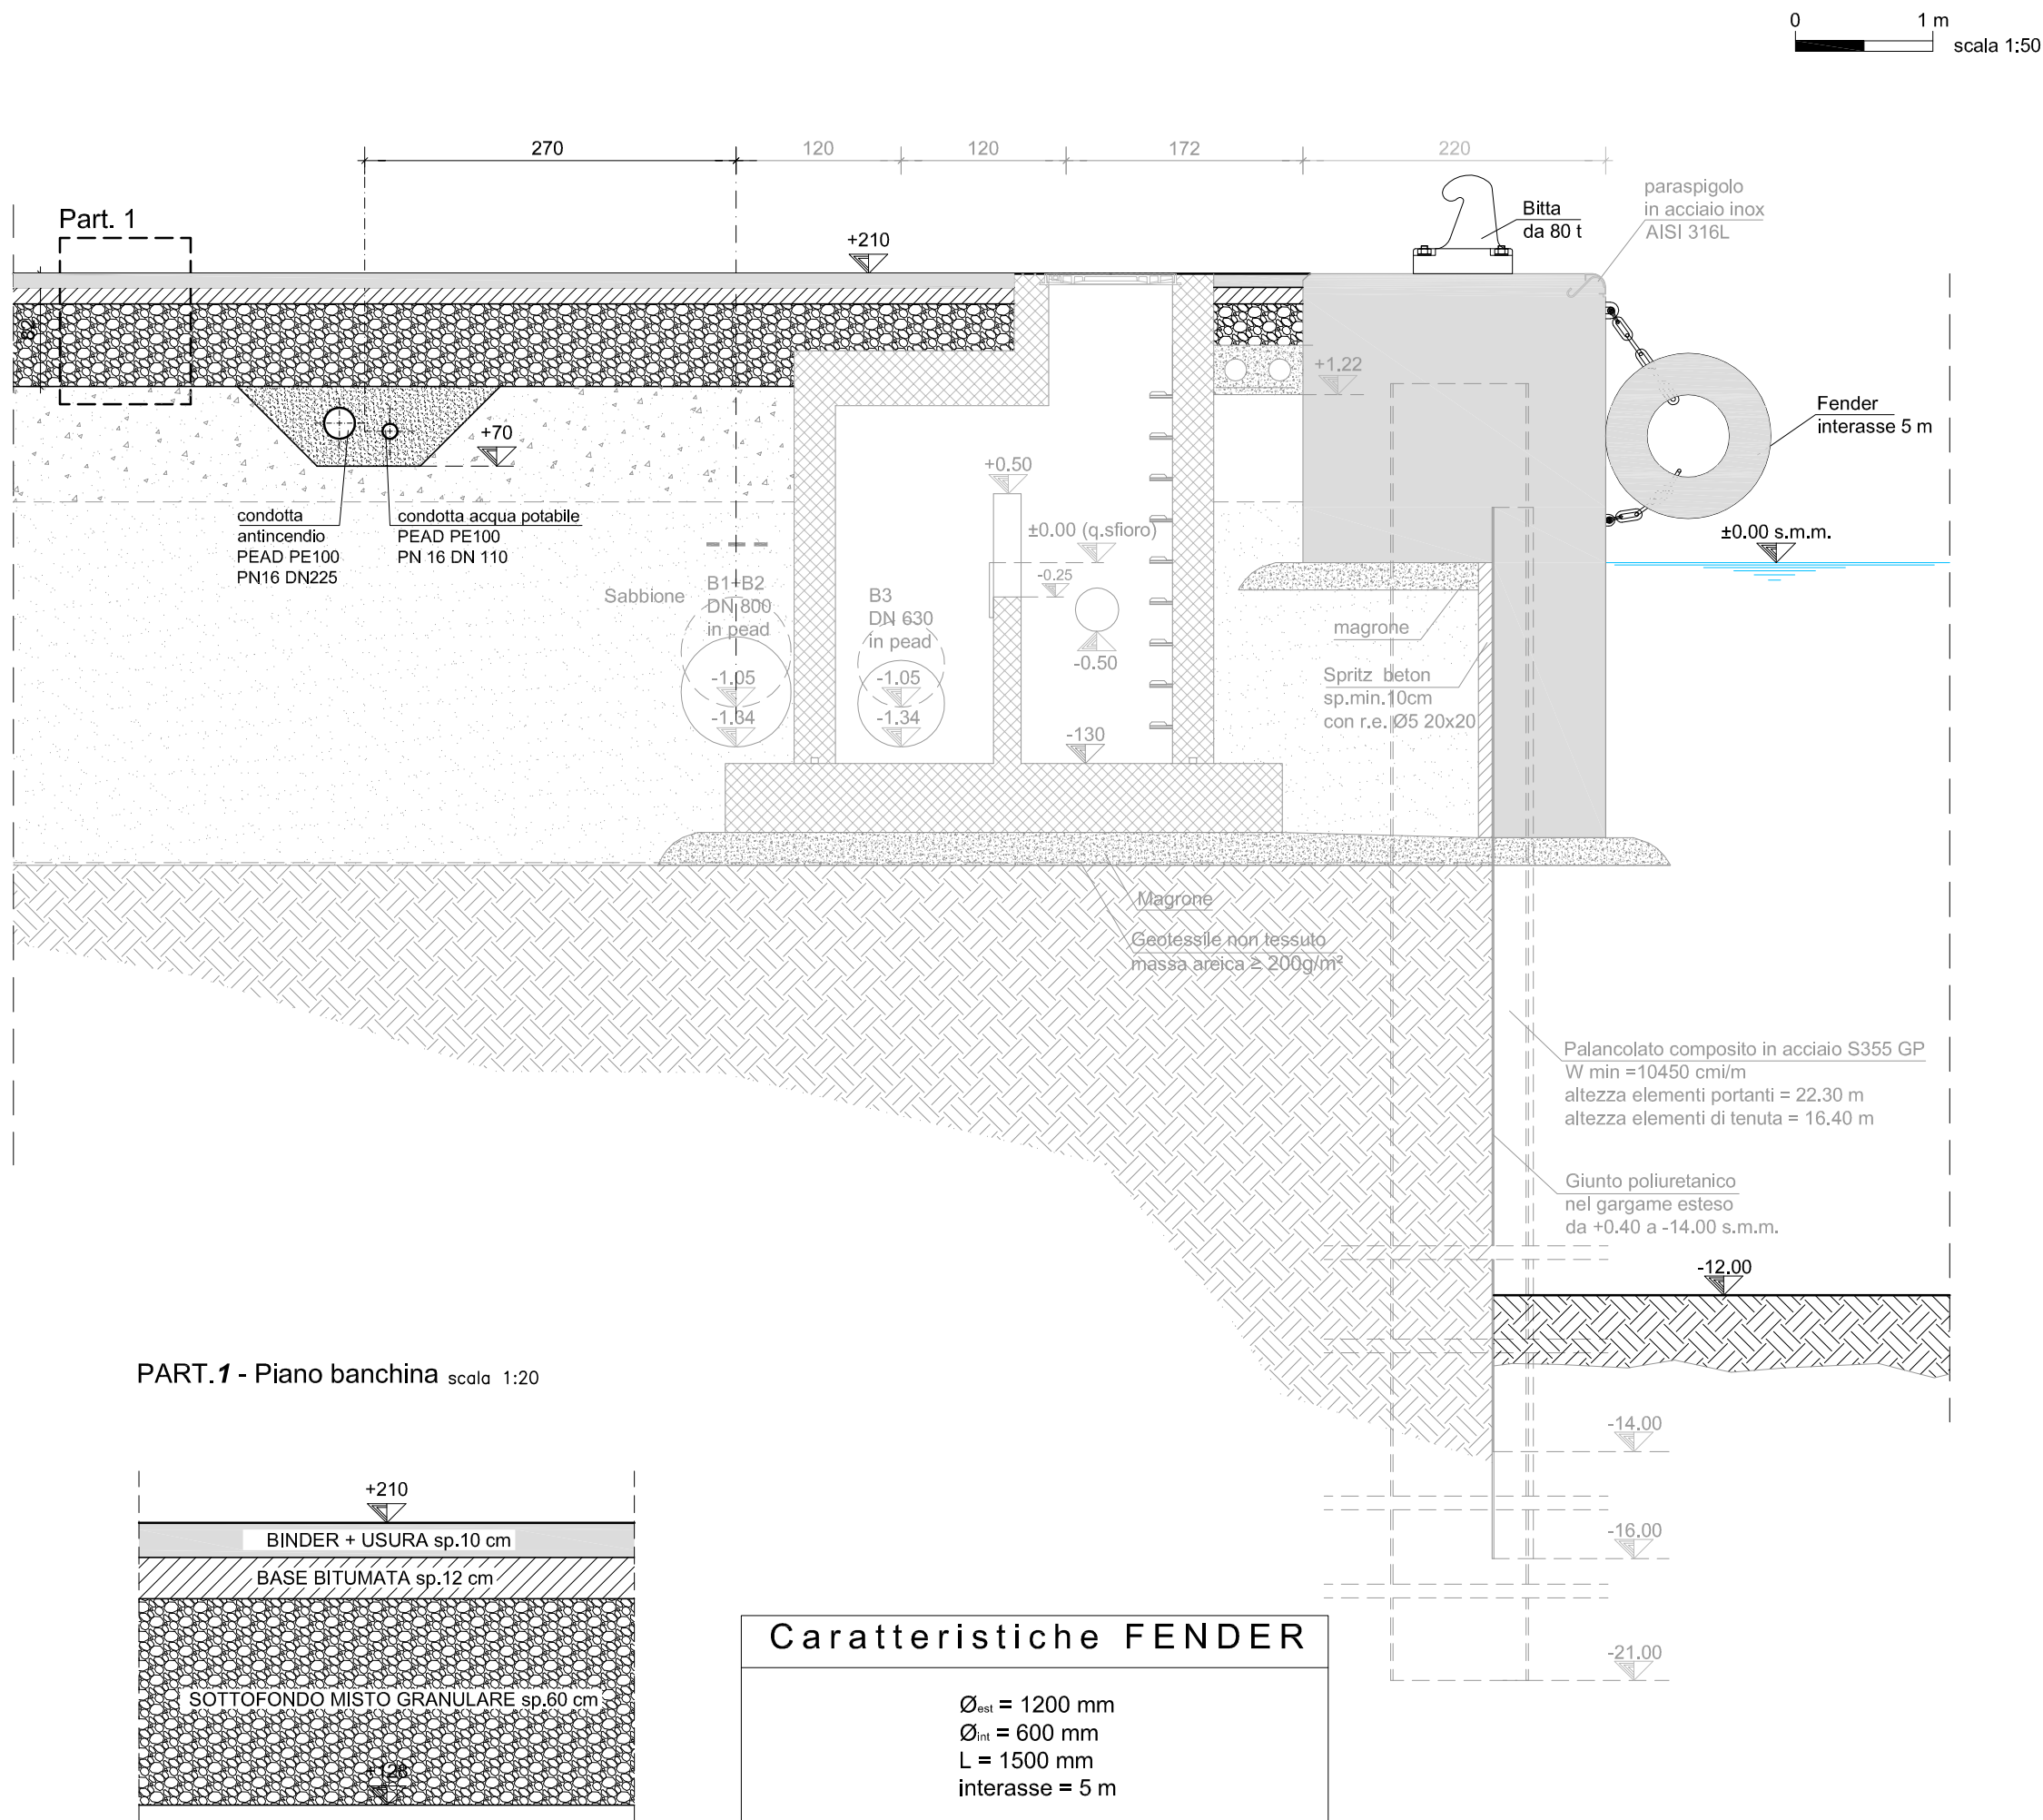 0 1 m
scala 1:50
270 120 120 172 220
Part. 1
+210
Bitta
da 80 t
paraspigolo
in acciaio inox
AISI 316L
82
+1.22
Fender
interasse 5 m
+70
+0.50
condotta
antincendio
PEAD PE100
PN16 DN225
condotta acqua potabile
PEAD PE100
PN 16 DN 110
±0.00 (q.sfioro)
±0.00 s.m.m.
-0.25
Sabbione
B1+B2
DN 800
in pead
B3
DN 630
in pead
-0.50
magrone
-1.05
-1.34
-1.05
-1.34
Spritz beton
sp.min.10cm
con r.e. Ø5 20x20
-130
Magrone
Geotessile non tessuto
massa areica ≥ 200g/m²
Palancolato composito in acciaio S355 GP
W min =10450 cmi/m
altezza elementi portanti = 22.30 m
altezza elementi di tenuta = 16.40 m
Giunto poliuretanico
nel gargame esteso
da +0.40 a -14.00 s.m.m.
-12.00
-14.00
-16.00
-21.00
PART.1 - Piano banchina scala 1:20
+210
BINDER + USURA sp.10 cm
BASE BITUMATA sp.12 cm
SOTTOFONDO MISTO GRANULARE sp.60 cm
+128
Caratteristiche FENDER
Øest = 1200 mm
Øint = 600 mm
L = 1500 mm
interasse = 5 m